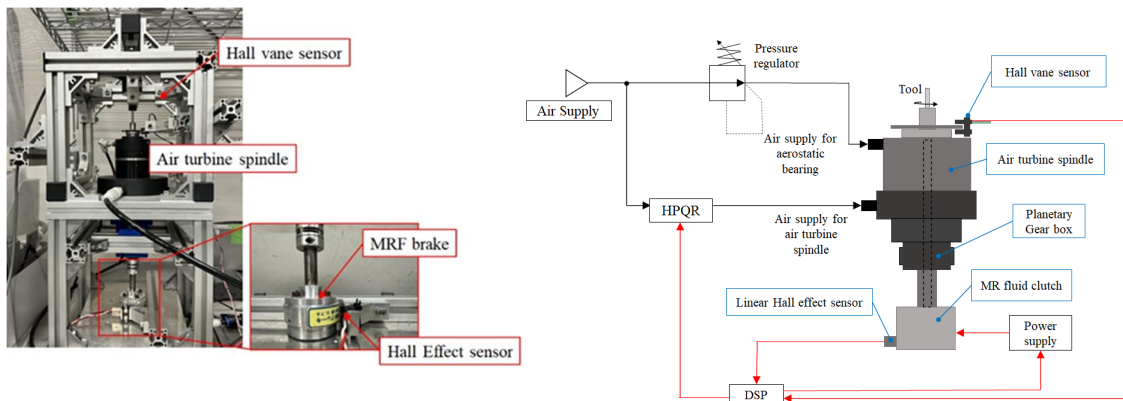 Hall vane sensor
Air turbine spindle
MRF brake
Hall Effect sensor
Pressure
regulator
Air Supply
Tool
Hall vane sensor
Air supply for
aerostatic
bearing
Air turbine spindle
HPQR
Air supply for
air turbine
spindle
Planetary
Gear box
Linear Hall effect sensor
MR fluid clutch
Power
supply
DSP